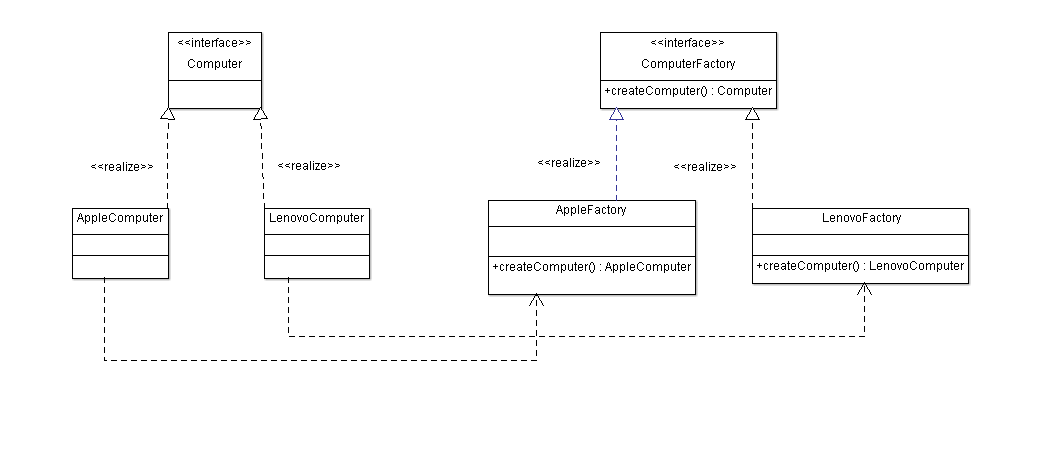 <<interface>>
Computer
<<interface>>
ComputerFactory
+createComputer() : Computer
<<realize>>
<<realize>>
<<realize>>
<<realize>>
AppleComputer
LenovoComputer
AppleFactory
+createComputer() : AppleComputer
LenovoFactory
+createComputer() : LenovoComputer